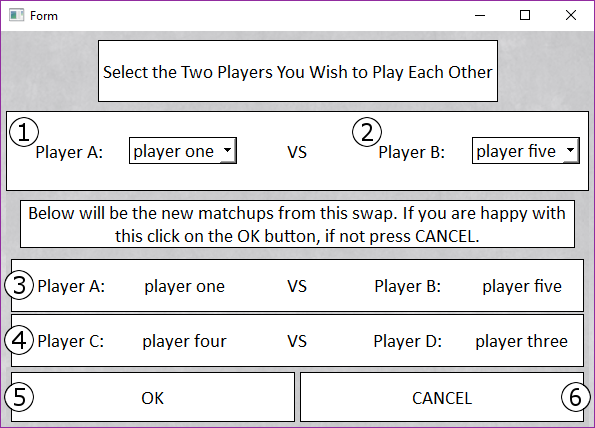 Form
Select the Two Players You Wish to Play Each Other
1 Player A: player one VS 2 Player B: player five
Below will be the new matchups from this swap. If you are happy with
this click on the OK button, if not press CANCEL.
3 Player A: player one VS Player B: player five
4 Player C: player four VS Player D: player three
5 OK CANCEL 6